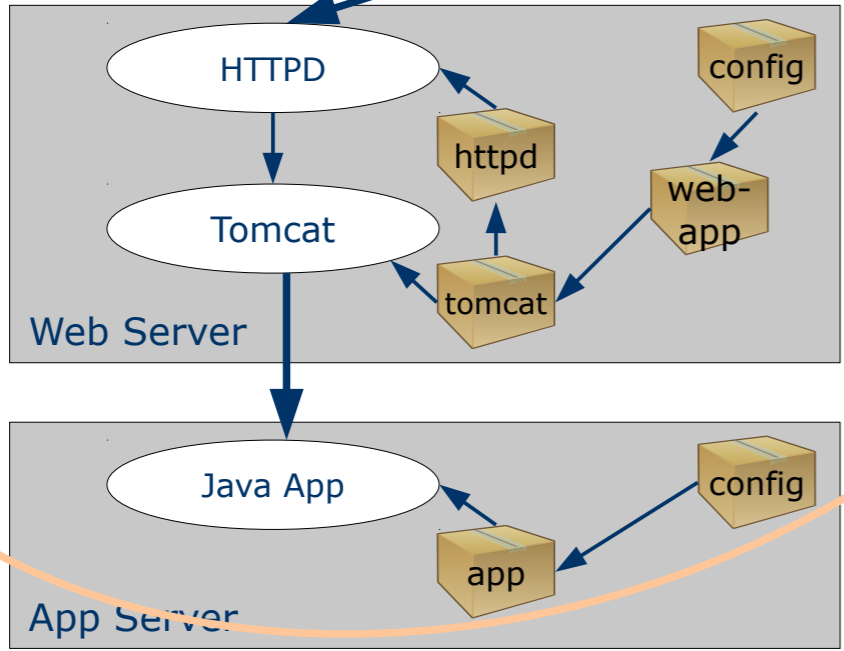 HTTPD
config
httpd
web-
app
Tomcat
tomcat
Web Server
Java App
config
app
App Server